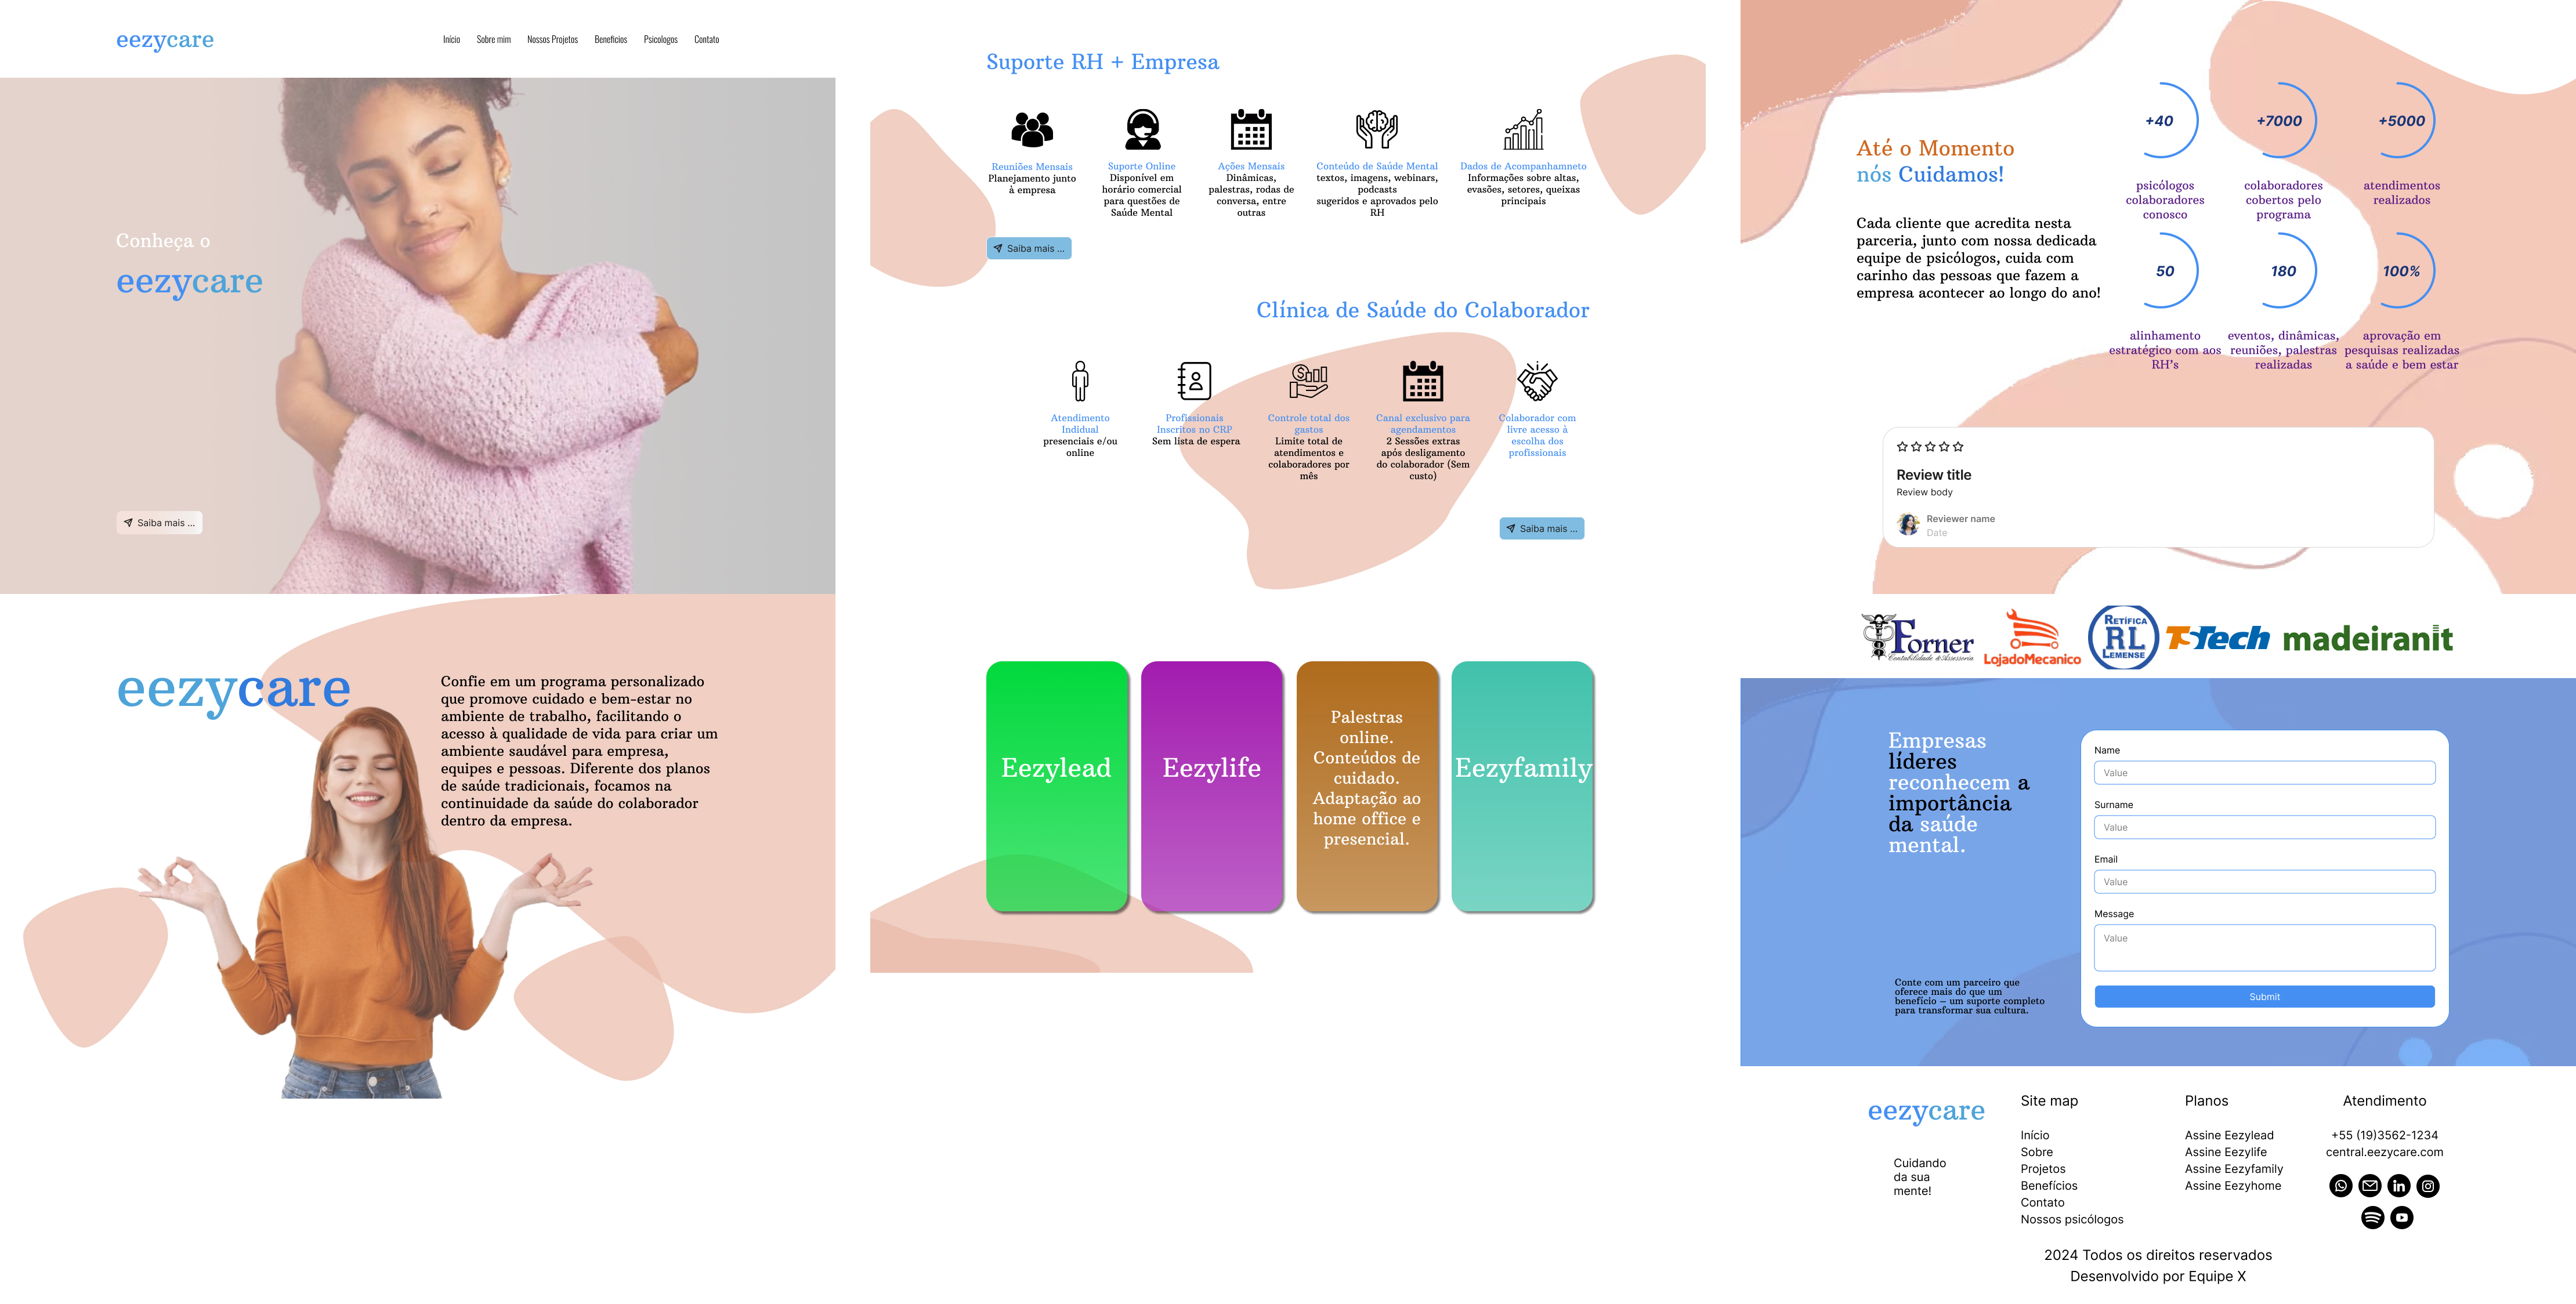 eezycare
Início Sobre mim Nossos Projetos Benefícios Psicologos Contato
Conheça o
eezycare
Saiba mais ...
eezycare
Confie em um programa personalizado
que promove cuidado e bem-estar no
ambiente de trabalho, facilitando o
acesso à qualidade de vida para criar um
ambiente saudável para empresa,
equipes e pessoas. Diferente dos planos
de saúde tradicionais, focamos na
continuidade da saúde do colaborador
dentro da empresa.
Suporte RH + Empresa
Reuniões Mensais
Planejamento junto
à empresa
Suporte Online
Disponível em
horário comercial
para questões de
Saúde Mental
Ações Mensais
Dinâmicas,
palestras, rodas de
conversa, entre
outras
Conteúdo de Saúde Mental
textos, imagens, webinars,
podcasts
sugeridos e aprovados pelo
RH
Dados de Acompanhamneto
Informações sobre altas,
evasões, setores, queixas
principais
Saiba mais ...
Clínica de Saúde do Colaborador
Atendimento
Indidual
presenciais e/ou
online
Profissionais
Inscritos no CRP
Sem lista de espera
Controle total dos
gastos
Limite total de
atendimentos e
colaboradores por
mês
Canal exclusivo para
agendamentos
2 Sessões extras
após desligamento
do colaborador (Sem
custo)
Colaborador com
livre acesso à
escolha dos
profissionais
Saiba mais ...
Eezylead
Eezylife
Palestras
online.
Conteúdos de
cuidado.
Adaptação ao
home office e
presencial.
Eezyfamily
Até o Momento
nós Cuidamos!
Cada cliente que acredita nesta
parceria, junto com nossa dedicada
equipe de psicólogos, cuida com
carinho das pessoas que fazem a
empresa acontecer ao longo do ano!
+40
psicólogos
colaboradores
conosco
+7000
colaboradores
cobertos pelo
programa
+5000
atendimentos
realizados
50
alinhamento
estratégico com aos
RH's
180
eventos, dinâmicas,
reuniões, palestras
realizadas
100%
aprovação em
pesquisas realizadas
a saúde e bem estar
Review title
Review body
Reviewer name
Date
Forner
Contabilidade & Assessoria
LojadoMecanico
RETÍFICA
RL
LEMENSE
TSTech
madeiranit
Empresas
líderes
reconhecem a
importância
da saúde
mental.
Conte com um parceiro que
oferece mais do que um
benefício – um suporte completo
para transformar sua cultura.
Name
Value
Surname
Value
Email
Value
Message
Value
Submit
eezycare
Cuidando
da sua
mente!
Site map
Início
Sobre
Projetos
Benefícios
Contato
Nossos psicólogos
Planos
Assine Eezylead
Assine Eezylife
Assine Eezyfamily
Assine Eezyhome
Atendimento
+55 (19)3562-1234
central.eezycare.com
in
2024 Todos os direitos reservados
Desenvolvido por Equipe X